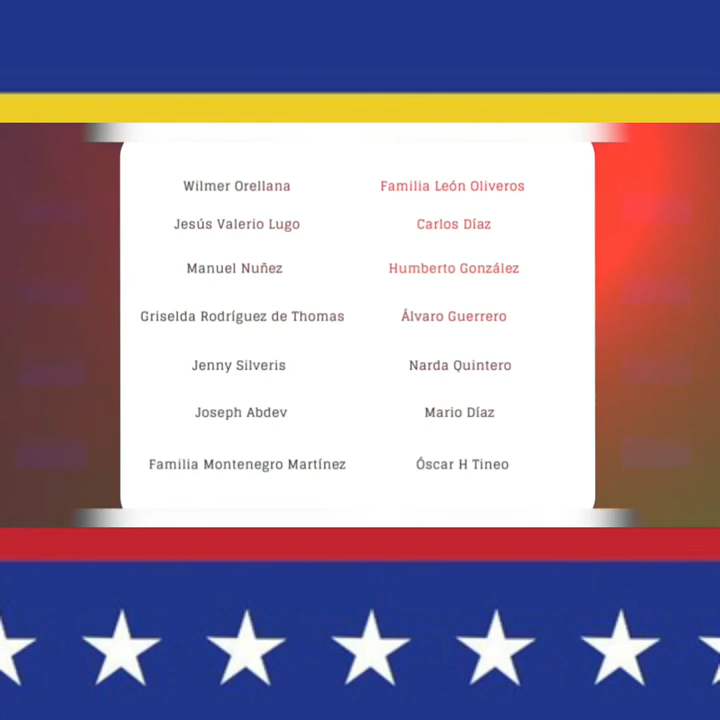 Wilmer Orellana
Familia León Oliveros
Jesús Valerio Lugo
Carlos Díaz
Manuel Nuñez
Humberto González
Griselda Rodríguez de Thomas
Álvaro Guerrero
Jenny Silveris
Narda Quintero
Joseph Abdev
Mario Díaz
Familia Montenegro Martínez
Óscar H Tineo